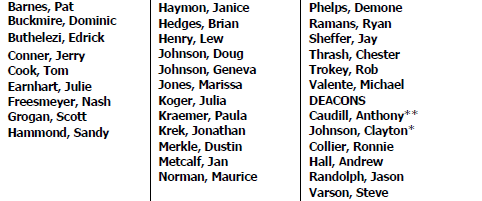 Barnes, Pat
Buckmire, Dominic
Buthelezi, Edrick
Conner, Jerry
Cook, Tom
Earnhart, Julie
Freesmeyer, Nash
Grogan, Scott
Hammond, Sandy
Haymon, Janice
Hedges, Brian
Henry, Lew
Johnson, Doug
Johnson, Geneva
Jones, Marissa
Koger, Julia
Kraemer, Paula
Krek, Jonathan
Merkle, Dustin
Metcalf, Jan
Norman, Maurice
Phelps, Demone
Ramans, Ryan
Sheffer, Jay
Thrash, Chester
Trokey, Rob
Valente, Michael
DEACONS
Caudill, Anthony**
Johnson, Clayton*
Collier, Ronnie
Hall, Andrew
Randolph, Jason
Varson, Steve